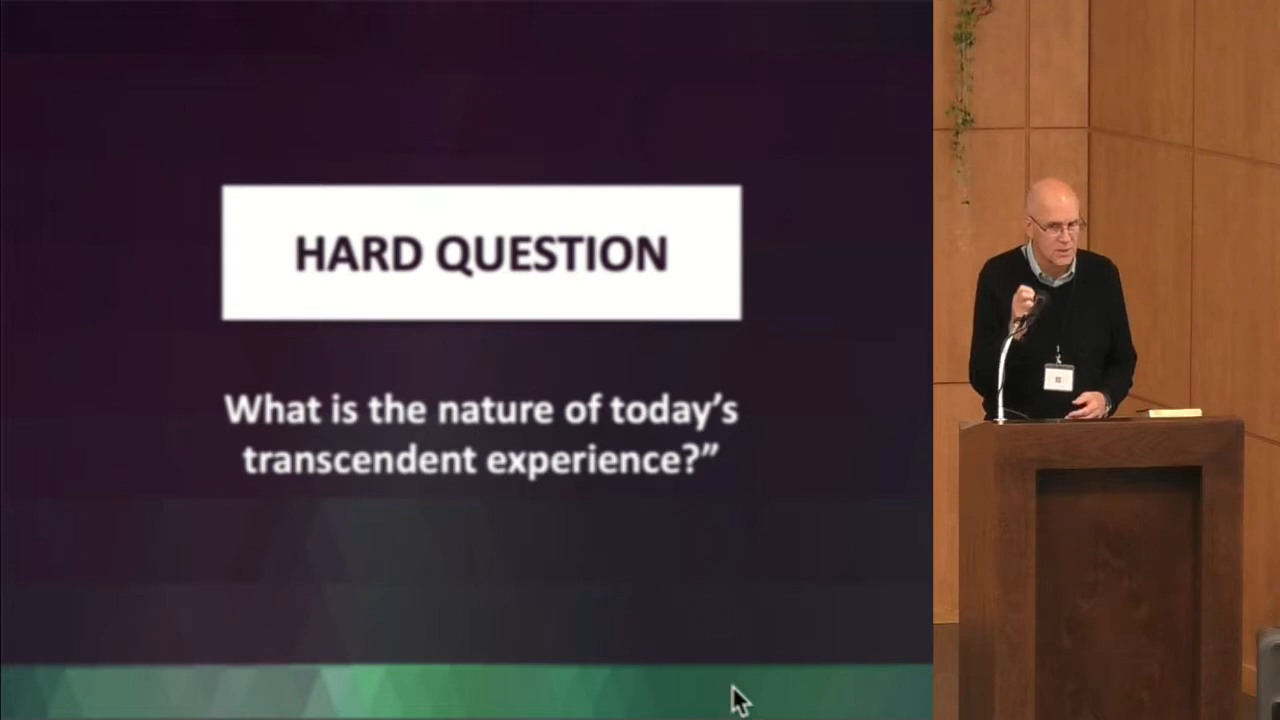 HARD QUESTION
What is the nature of today’s
transcendent experience?”